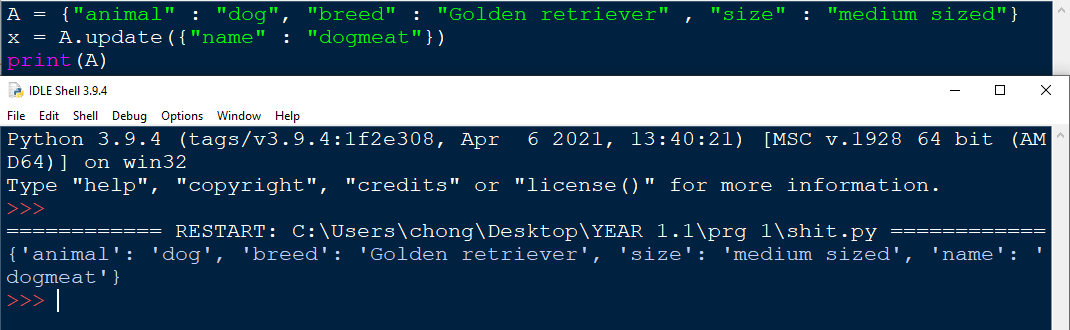 A = {"animal" : "dog", "breed" : "Golden retriever" , "size" : "medium sized"}
x = A.update({"name" : "dogmeat"})
print(A)
IDLE Shell 3.9.4
File Edit Shell Debug Options Window Help
Python 3.9.4 (tags/v3.9.4:1f2e308, Apr  6 2021, 13:40:21) [MSC v.1928 64 bit (AM
D64)] on win32
Type "help", "copyright", "credits" or "license()" for more information.
>>>
============ RESTART: C:\Users\chong\Desktop\YEAR 1.1\prg 1\shit.py ============
{'animal': 'dog', 'breed': 'Golden retriever', 'size': 'medium sized', 'name': '
dogmeat'}
>>>